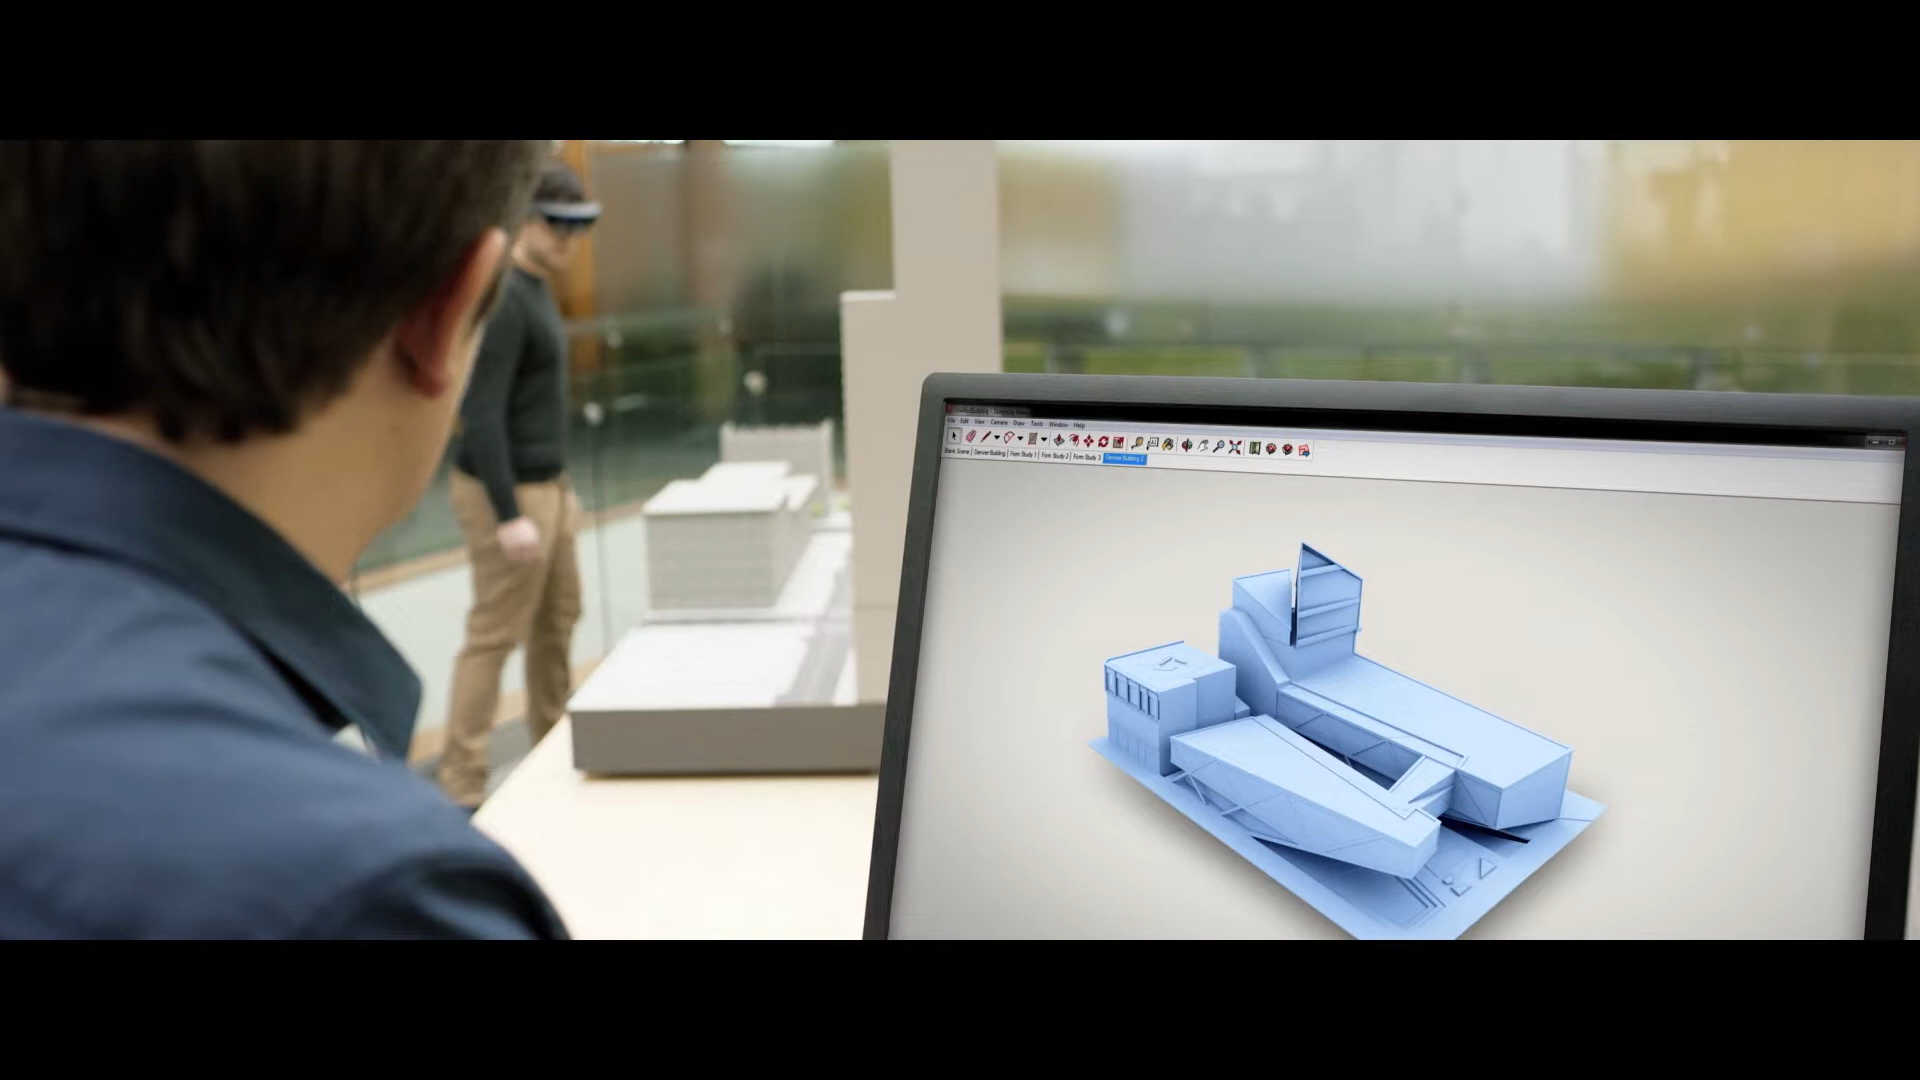 File Edit View Camera Draw Tools Window Help
Blank Scene Denver Building Form Study 1 Form Study 2 Form Study 3 Denver Building 2